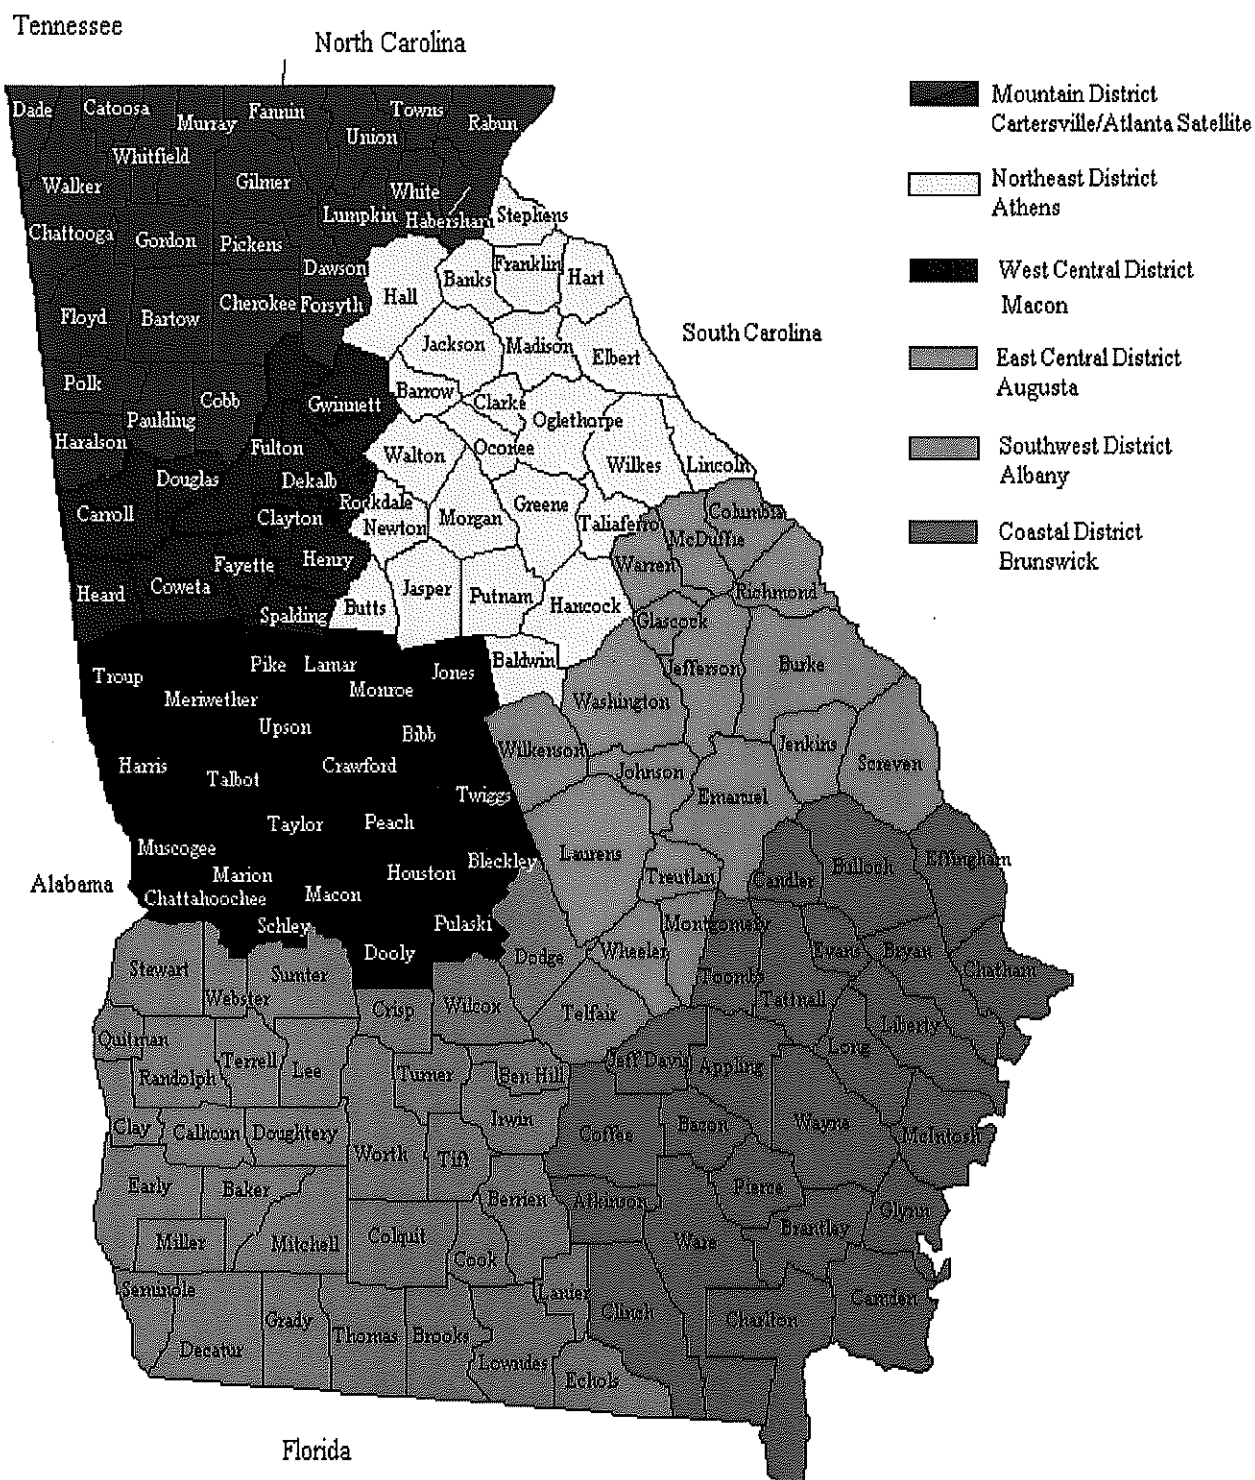 Tennessee
North Carolina
Dade
Catoosa
Murray
Fannin
Towns
Union
Rabun
Whitfield
Walker
Gilmer
White
Lumpkin
Habersham
Stephens
Chattooga
Gordon
Pickens
Dawson
Banks
Franklin
Hart
Hall
Floyd
Bartow
Cherokee
Forsyth
Jackson
Madison
Elbert
South Carolina
Polk
Paulding
Cobb
Gwinnett
Barrow
Clarke
Oglethorpe
Haralson
Fulton
Walton
Oconee
Wilkes
Lincoln
Douglas
Dekalb
Rockdale
Greene
Carroll
Clayton
Newton
Morgan
Taliaferro
Columbia
McDuffie
Heard
Coweta
Fayette
Henry
Warren
Spalding
Butts
Jasper
Putnam
Hancock
Richmond
Glascock
Troup
Pike
Lamar
Jones
Baldwin
Jefferson
Burke
Meriwether
Monroe
Washington
Upson
Bibb
Wilkenson
Jenkins
Screven
Harris
Talbot
Crawford
Johnson
Twiggs
Emanuel
Taylor
Peach
Muscogee
Laurens
Bleckley
Bulloch
Effingham
Alabama
Marion
Houston
Treutlan
Candler
Chattahoochee
Macon
Schley
Pulaski
Montgomery
Dooly
Dodge
Wheeler
Evans
Bryan
Stewart
Webster
Sumter
Toombs
Tattnall
Chatham
Crisp
Wilcox
Telfair
Liberty
Quitman
Terrell
Long
Randolph
Lee
Turner
Ben Hill
Jeff Davis
Appling
Clay
Calhoun
Doughtery
Irwin
Coffee
Bacon
Wayne
McIntosh
Worth
Tift
Early
Baker
Berrien
Atkinson
Pierce
Glynn
Brantley
Miller
Mitchell
Colquit
Cook
Ware
Seminole
Lanier
Clinch
Charlton
Camden
Grady
Thomas
Brooks
Decatur
Lowndes
Echols
Florida
Mountain District
Cartersville/Atlanta Satellite
Northeast District
Athens
West Central District
Macon
East Central District
Augusta
Southwest District
Albany
Coastal District
Brunswick